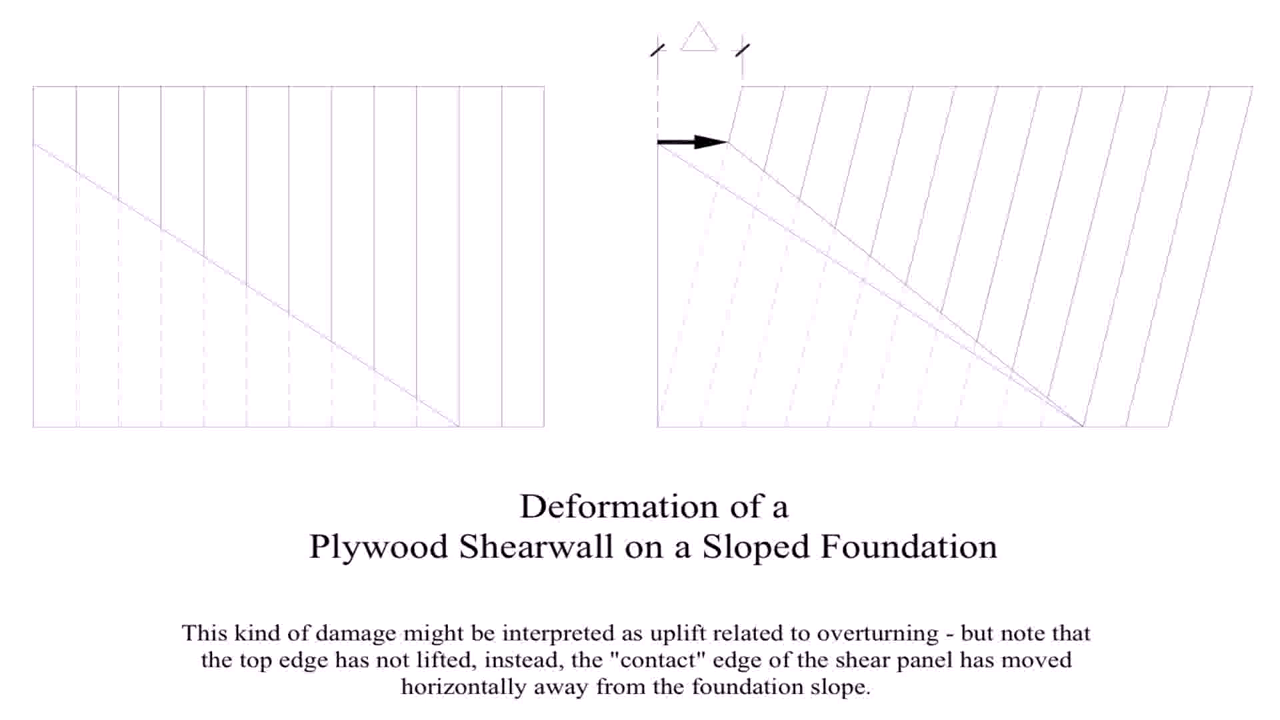 Deformation of a
Plywood Shearwall on a Sloped Foundation
This kind of damage might be interpreted as uplift related to overturning - but note that
the top edge has not lifted, instead, the "contact" edge of the shear panel has moved
horizontally away from the foundation slope.